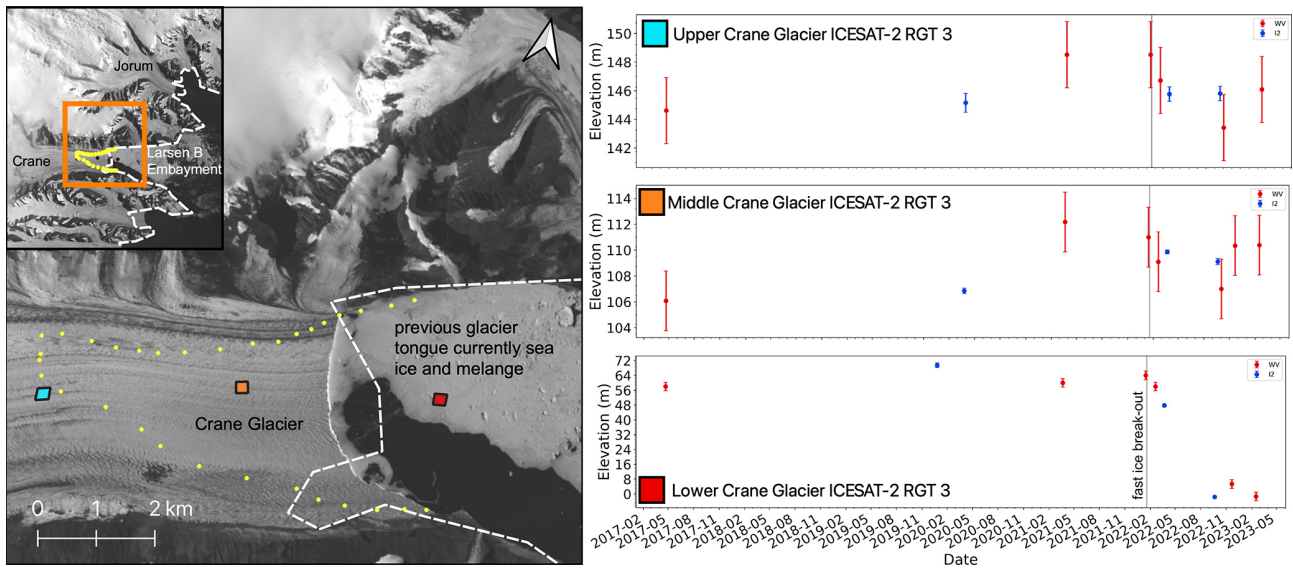 Jorum
Crane
Larsen B
Embayment
previous glacier
tongue currently sea
ice and melange
Crane Glacier
0 1 2 km
Upper Crane Glacier ICESAT-2 RGT 3
WV
I2
Elevation (m)
150
148
146
144
142
Middle Crane Glacier ICESAT-2 RGT 3
WV
I2
Elevation (m)
114
112
110
108
106
104
Lower Crane Glacier ICESAT-2 RGT 3
WV
I2
Elevation (m)
72
64
56
48
40
32
24
16
8
0
fast ice break-out
2017-02
2017-05
2017-08
2017-11
2018-02
2018-05
2018-08
2018-11
2019-02
2019-05
2019-08
2019-11
2020-02
2020-05
2020-08
2020-11
2021-02
2021-05
2021-08
2021-11
2022-02
2022-05
2022-08
2022-11
2023-02
2023-05
Date